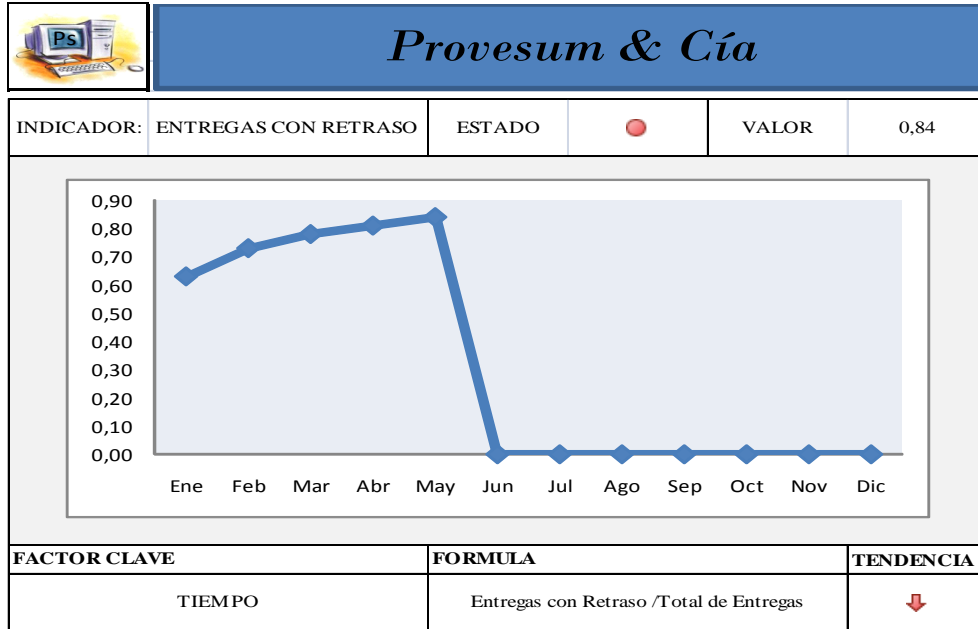 Ps
Provesum & Cía
INDICADOR: ENTREGAS CON RETRASO ESTADO VALOR 0,84
0,90
0,80
0,70
0,60
0,50
0,40
0,30
0,20
0,10
0,00
Ene Feb Mar Abr May Jun Jul Ago Sep Oct Nov Dic
FACTOR CLAVE FORMULA TENDENCIA
TIEMPO Entregas con Retraso /Total de Entregas